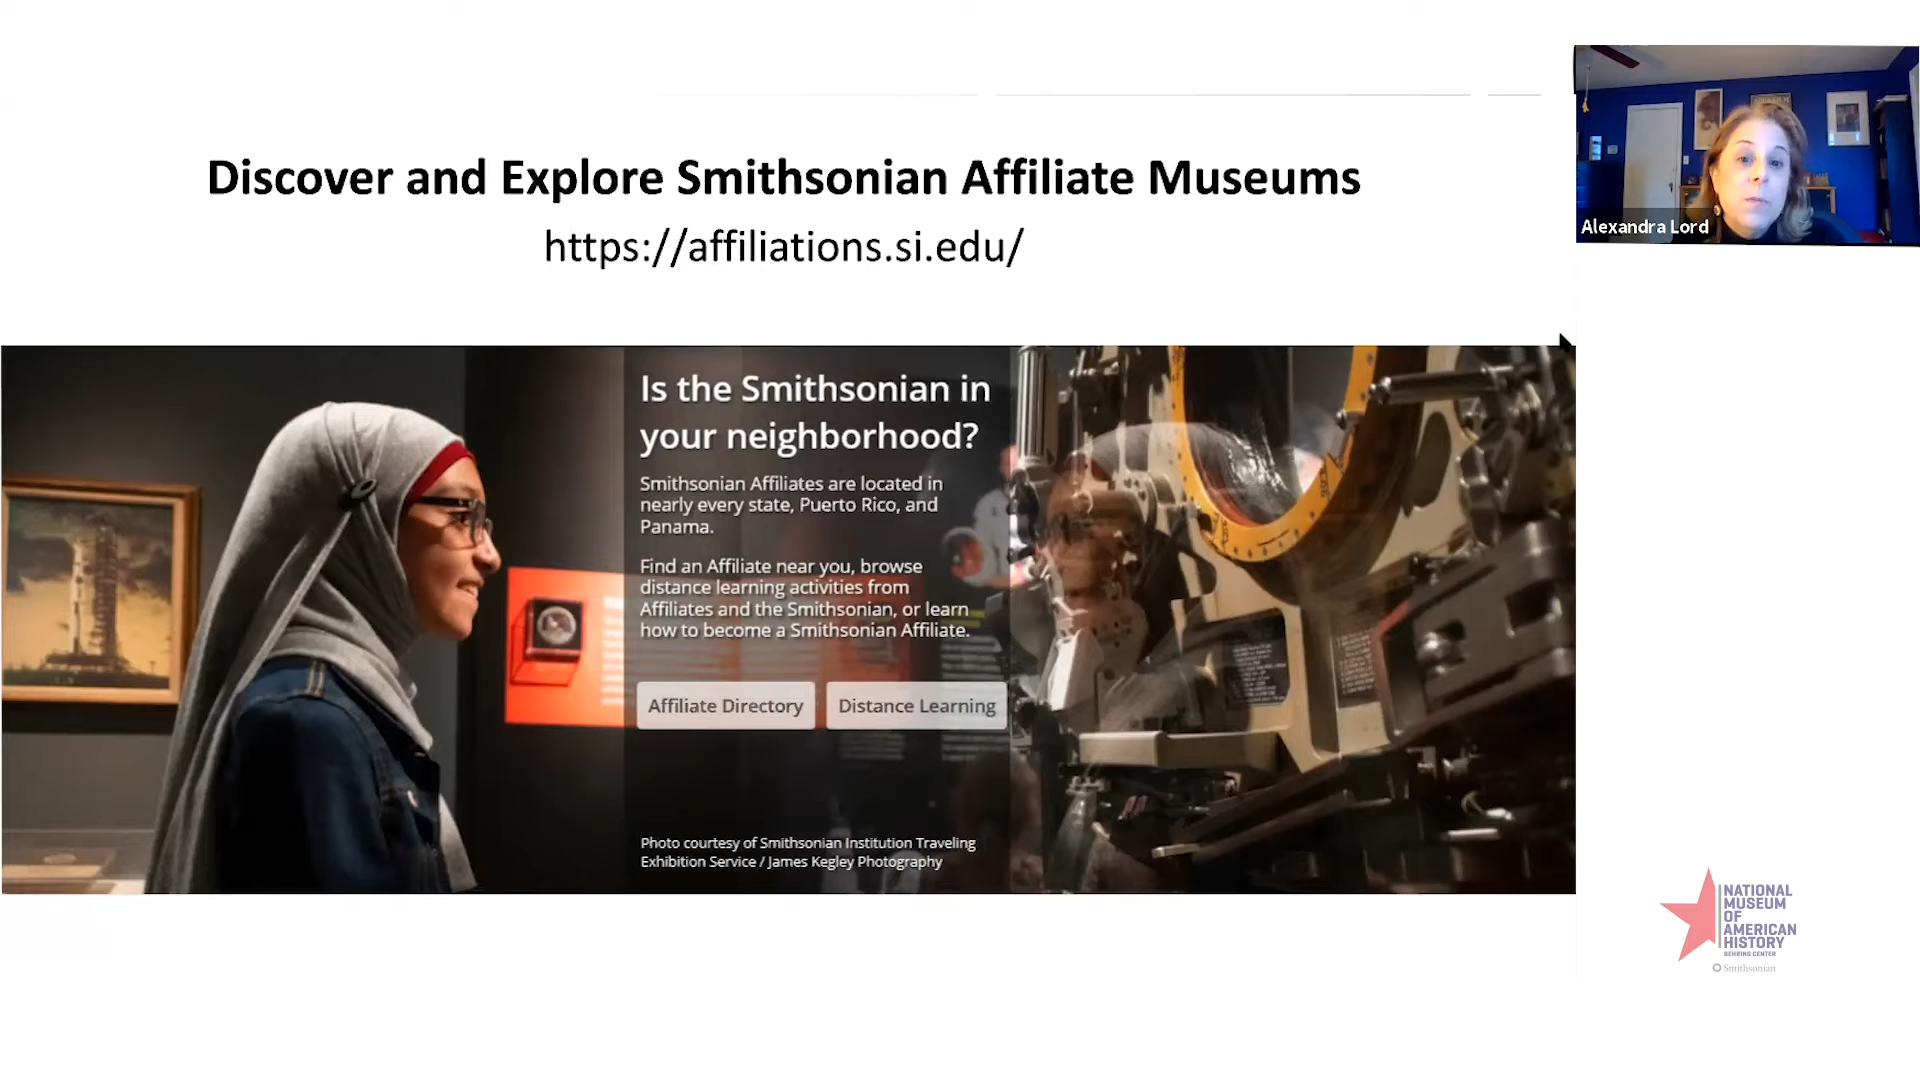 Discover and Explore Smithsonian Affiliate Museums
https://affiliations.si.edu/
Alexandra Lord
Is the Smithsonian in
your neighborhood?
Smithsonian Affiliates are located in
nearly every state, Puerto Rico, and
Panama.
Find an Affiliate near you, browse
distance learning activities from
Affiliates and the Smithsonian, or learn
how to become a Smithsonian Affiliate.
Affiliate Directory
Distance Learning
Photo courtesy of Smithsonian Institution Traveling
Exhibition Service / James Kegley Photography
NATIONAL
MUSEUM
OF
AMERICAN
HISTORY
BEHRING CENTER
Smithsonian